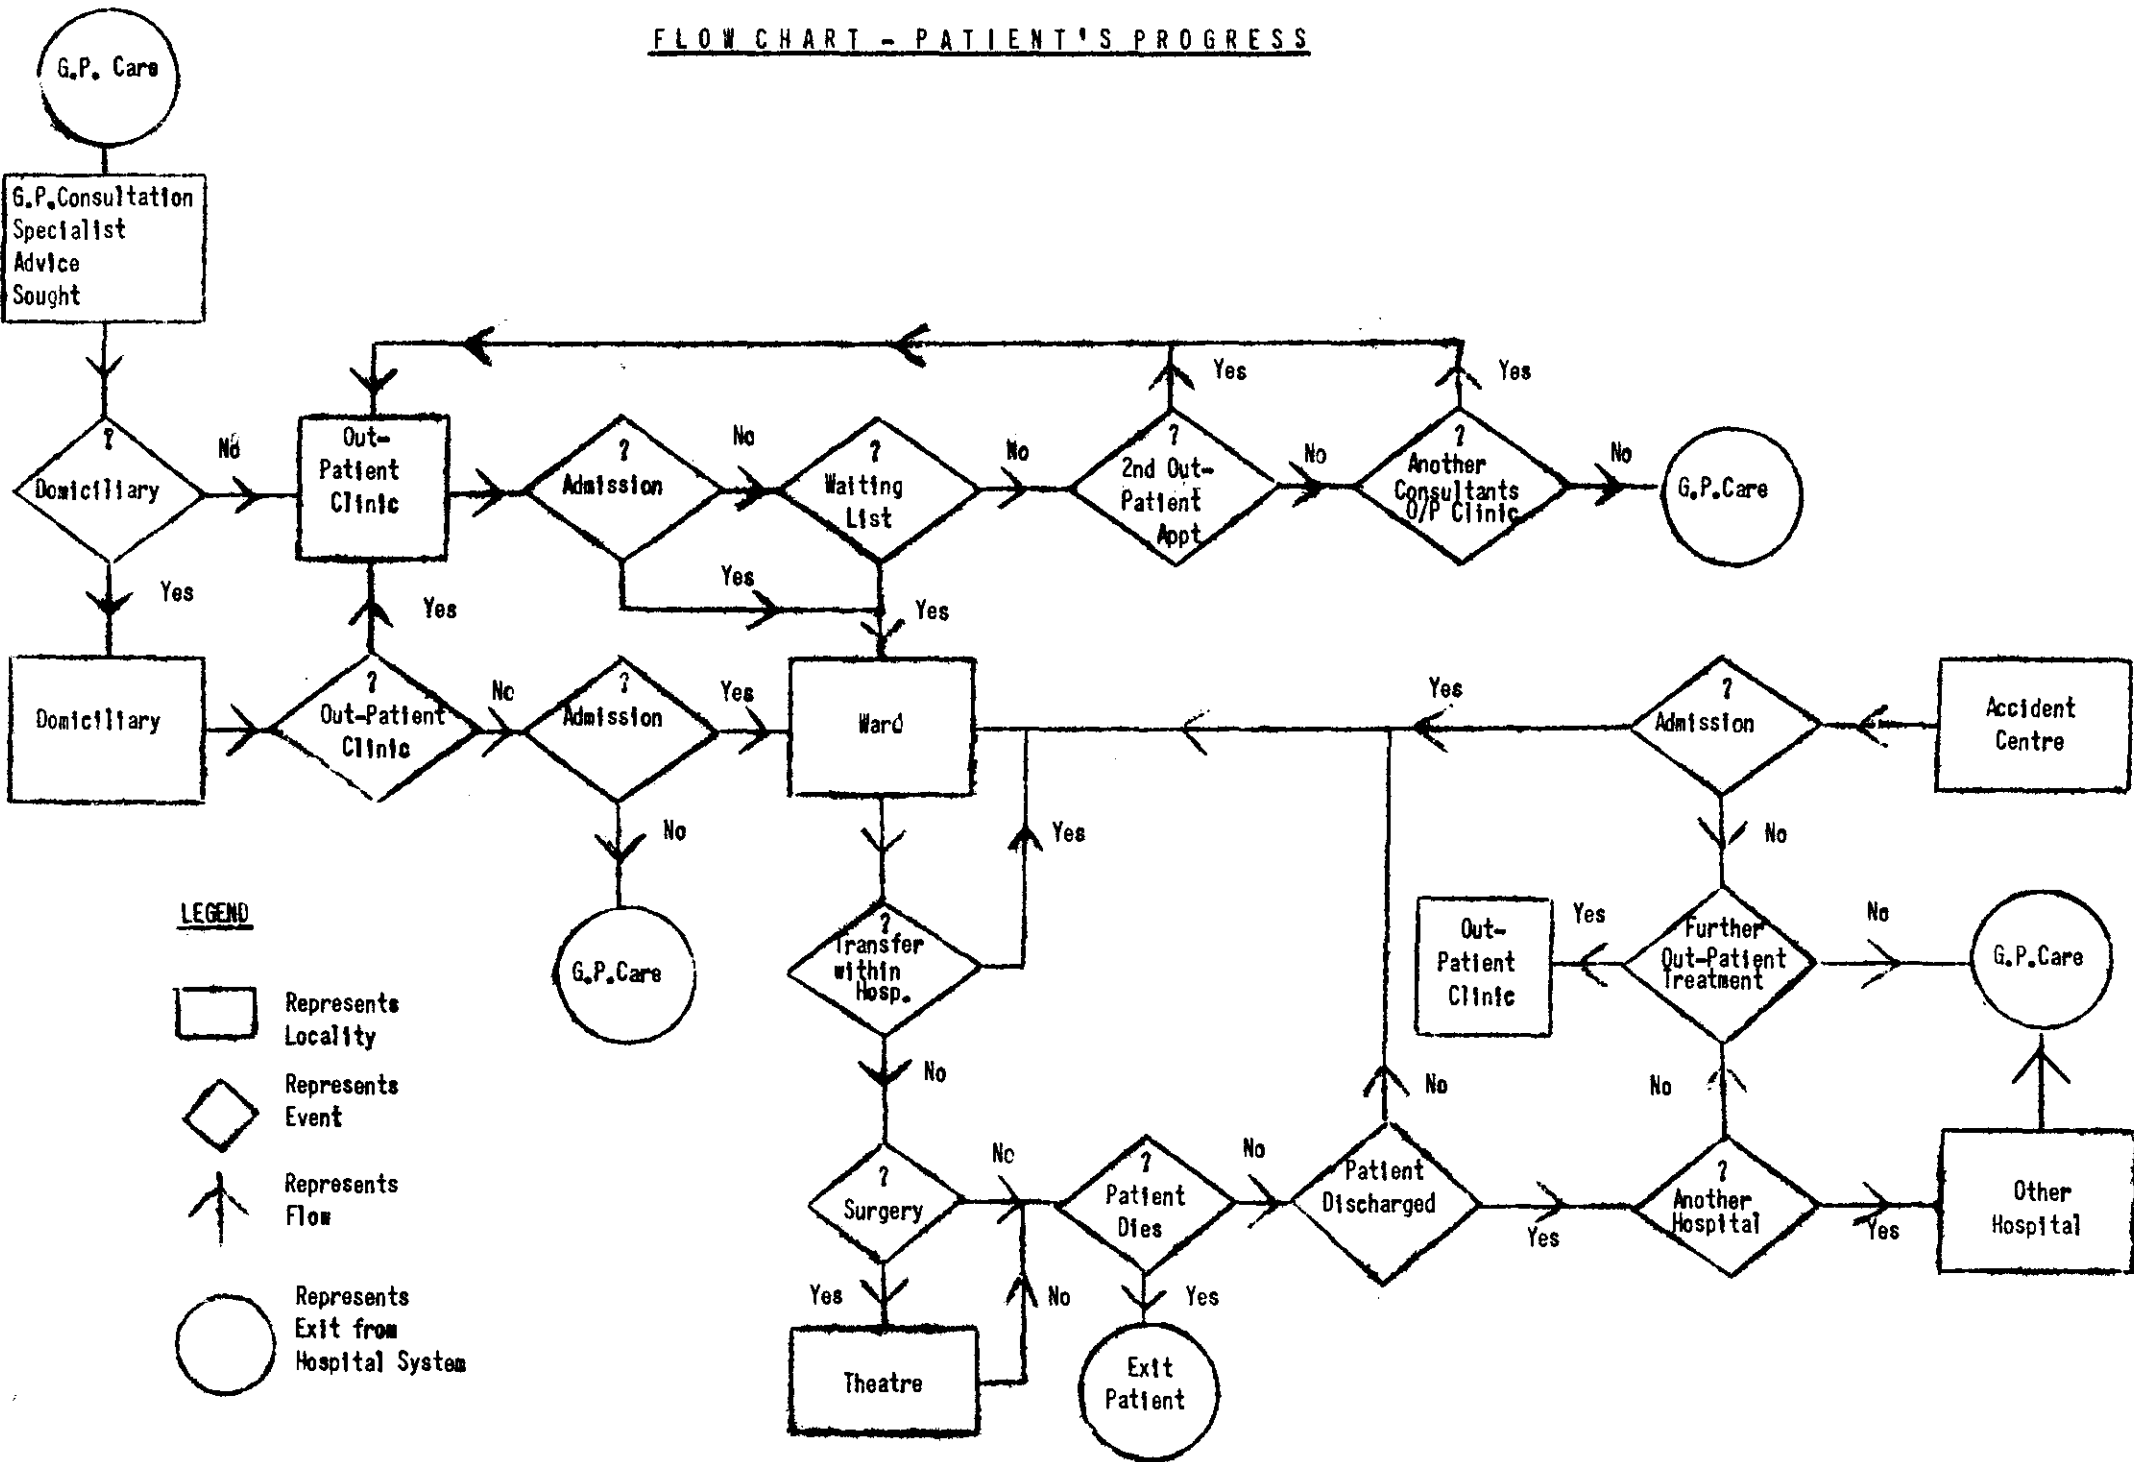 FLOW CHART - PATIENT'S PROGRESS
G.P. Care
G.P.Consultation
Specialist
Advice
Sought
?
Domiciliary
No
Yes
Out-
Patient
Clinic
?
Admission
No
Yes
?
Waiting
List
No
Yes
?
2nd Out-
Patient
Appt
Yes
No
?
Another
Consultants
O/P Clinic
Yes
No
G.P.Care
Domiciliary
?
Out-Patient
Clinic
Yes
No
?
Admission
Yes
No
G.P.Care
Ward
Yes
?
Admission
Accident
Centre
No
?
Transfer
within
Hosp.
Yes
No
Out-
Patient
Clinic
Yes
Further
Out-Patient
Treatment
No
G.P.Care
No
?
Surgery
No
Yes
Theatre
No
?
Patient
Dies
No
Yes
Exit
Patient
Patient
Discharged
No
Yes
?
Another
Hospital
Yes
Other
Hospital
LEGEND
Represents
Locality
Represents
Event
Represents
Flow
Represents
Exit from
Hospital System